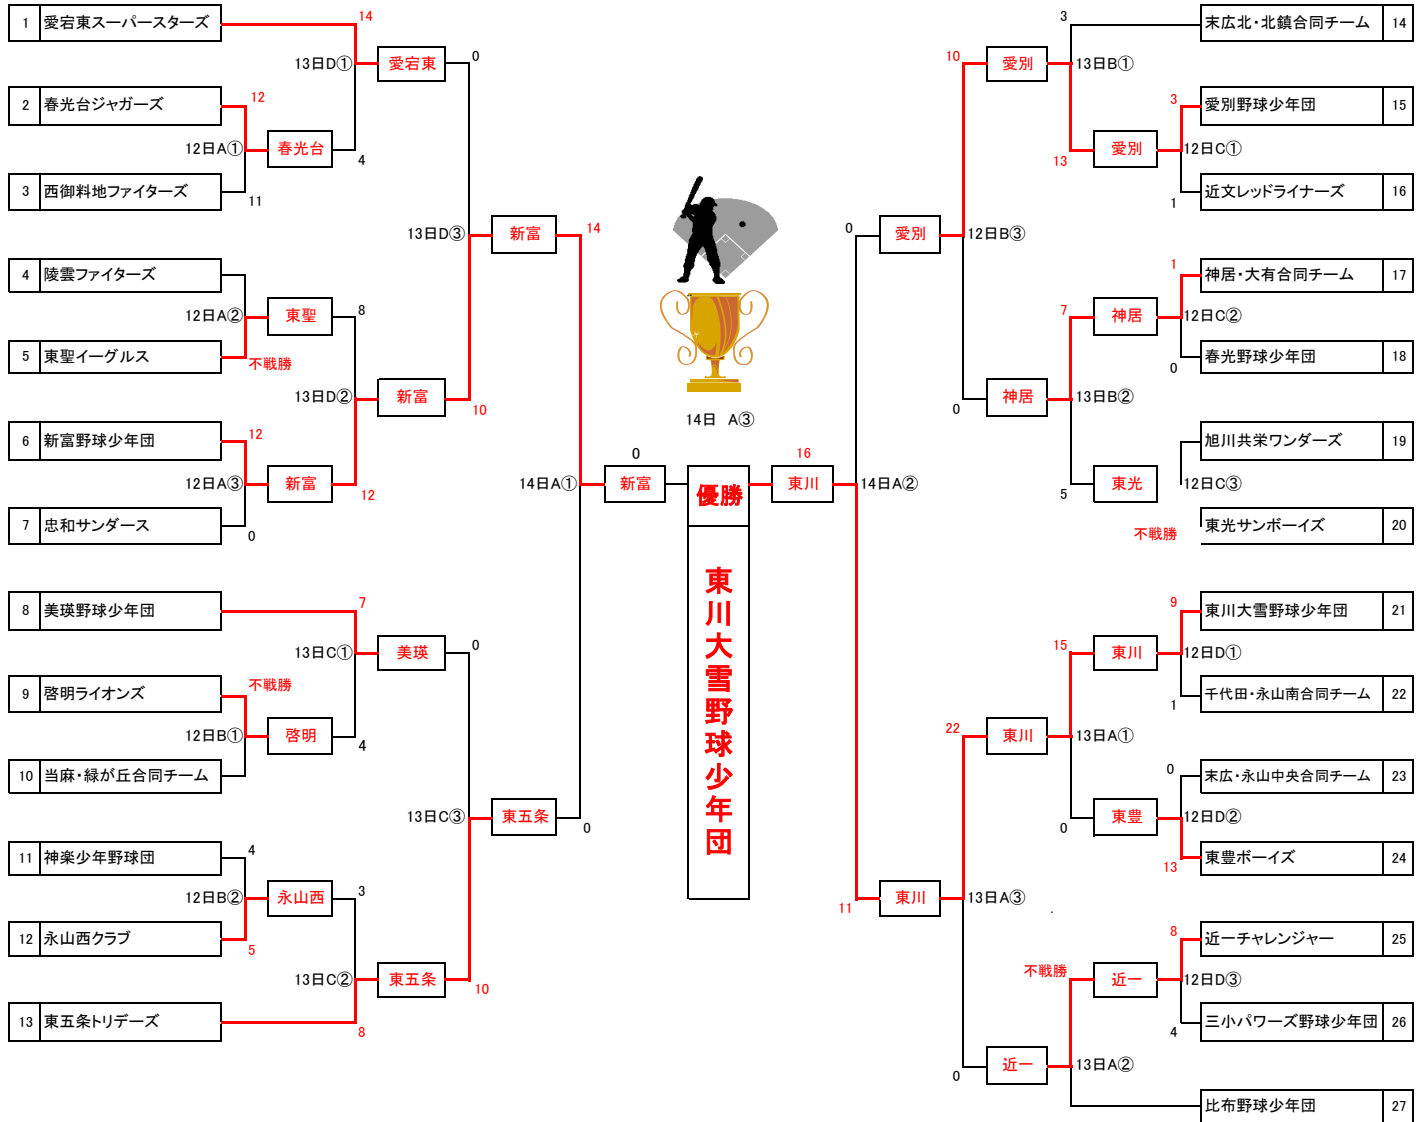 1 愛宕東スーパースターズ
14
13日D①
愛宕東
0
2 春光台ジャガーズ
12
12日A①
春光台
4
3 西御料地ファイターズ
11
13日D③
新富
14
4 陵雲ファイターズ
12日A②
東聖
8
5 東聖イーグルス
不戦勝
13日D②
新富
10
6 新富野球少年団
12
12日A③
新富
12
7 忠和サンダース
0
14日A①
新富
0
8 美瑛野球少年団
7
13日C①
美瑛
0
9 啓明ライオンズ
不戦勝
12日B①
啓明
4
10 当麻・緑が丘合同チーム
13日C③
東五条
0
11 神楽少年野球団
4
12日B②
永山西
3
12 永山西クラブ
5
13日C②
東五条
10
13 東五条トリデーズ
8
14日 A③
優勝
東川大雪野球少年団
16
東川
14日A②
3
末広北・北鎮合同チーム 14
10
愛別
13日B①
3
愛別野球少年団 15
13
愛別
12日C①
1
近文レッドライナーズ 16
0
愛別
12日B③
1
神居・大有合同チーム 17
7
神居
12日C②
0
春光野球少年団 18
0
神居
13日B②
旭川共栄ワンダーズ 19
5
東光
12日C③
不戦勝
東光サンボーイズ 20
9
東川大雪野球少年団 21
15
東川
12日D①
1
千代田・永山南合同チーム 22
22
東川
13日A①
0
末広・永山中央合同チーム 23
0
東豊
12日D②
13
東豊ボーイズ 24
11
東川
13日A③
.
8
近一チャレンジャー 25
不戦勝
近一
12日D③
4
三小パワーズ野球少年団 26
0
近一
13日A②
比布野球少年団 27